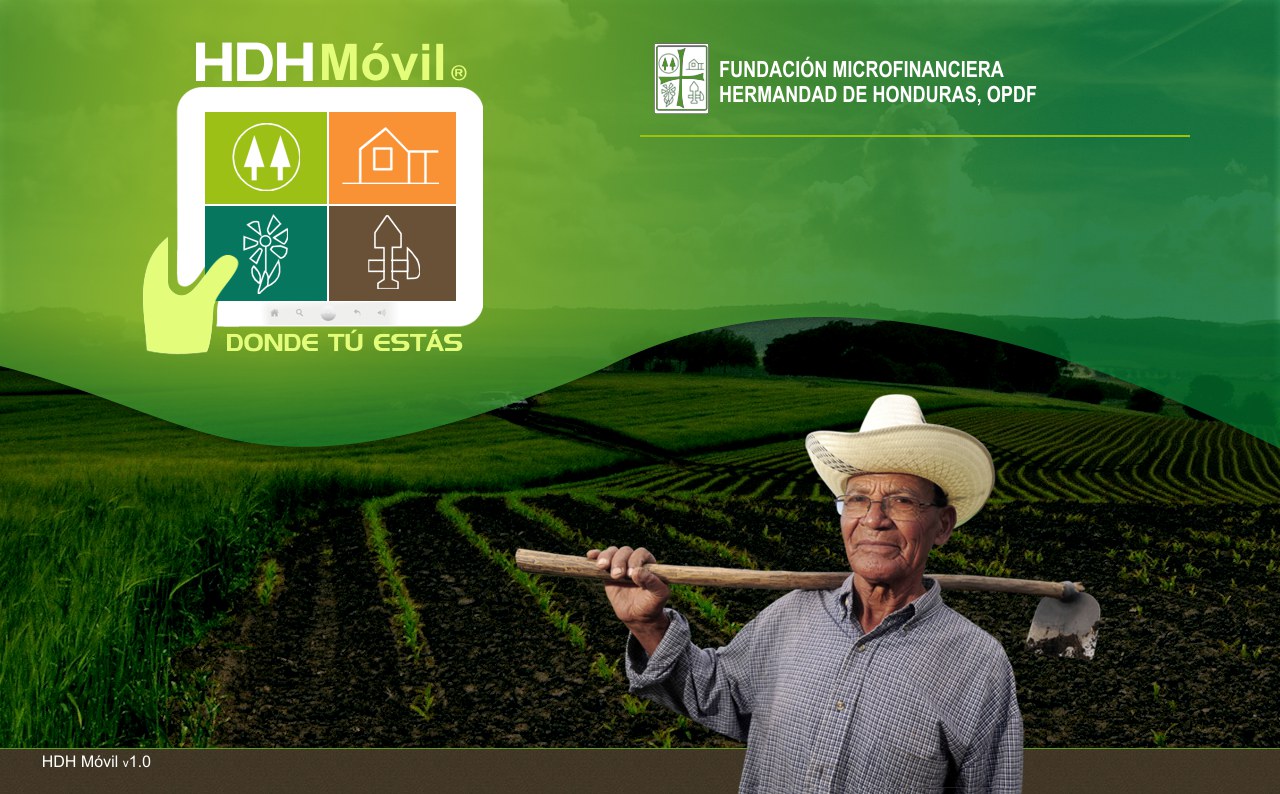 HDH Móvil ®
DONDE TÚ ESTÁS
FUNDACIÓN MICROFINANCIERA
HERMANDAD DE HONDURAS, OPDF
HDH Móvil v1.0